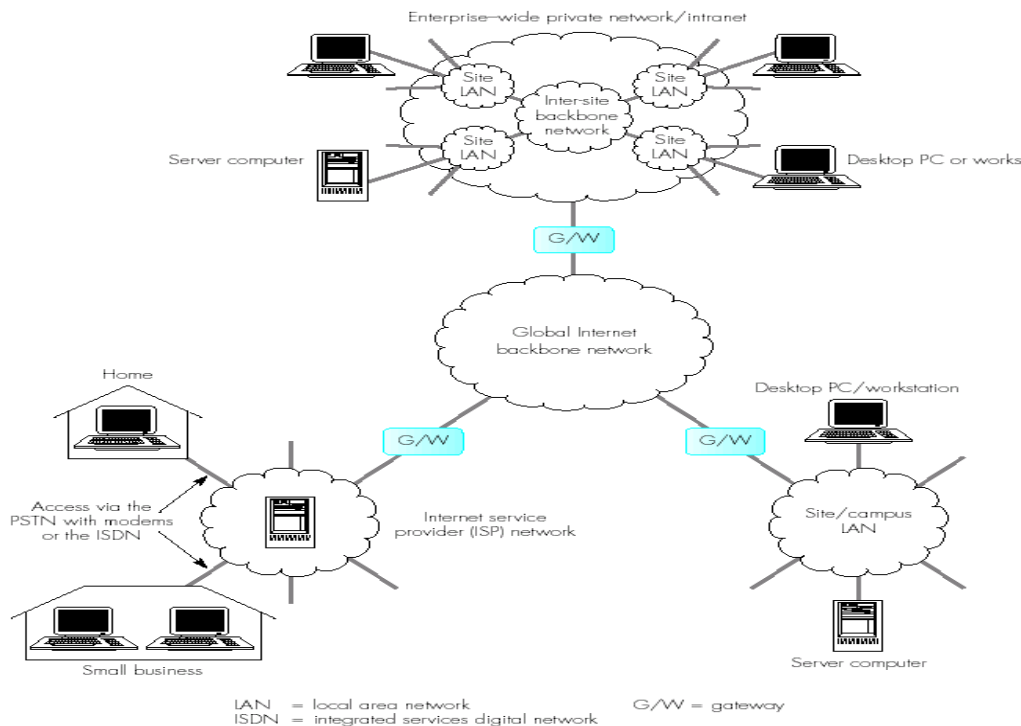 Enterprise-wide private network/intranet
Site
LAN
Site
LAN
Inter-site
backbone
network
Site
LAN
Site
LAN
Server computer
Desktop PC or works
G/W
Global Internet
backbone network
Home
Desktop PC/workstation
G/W
G/W
Access via the
PSTN with modems
or the ISDN
Internet service
provider (ISP) network
Site/campus
LAN
Small business
Server computer
LAN = local area network
G/W = gateway
ISDN = integrated services digital network